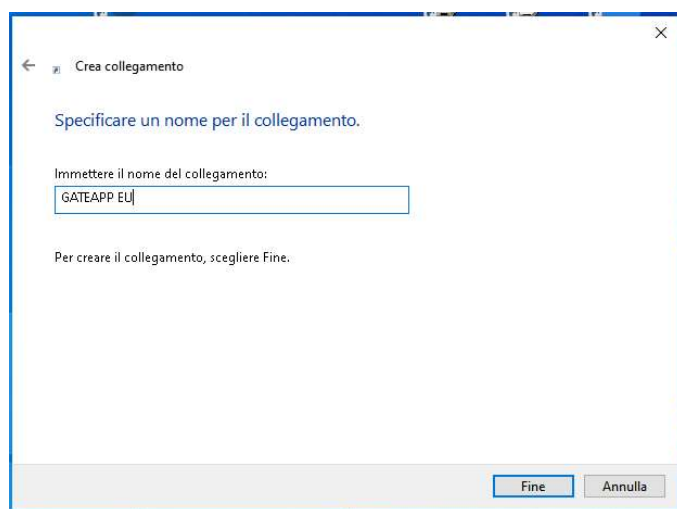 Crea collegamento
Specificare un nome per il collegamento.
Immettere il nome del collegamento:
GATEAPP EU
Per creare il collegamento, scegliere Fine.
Fine
Annulla